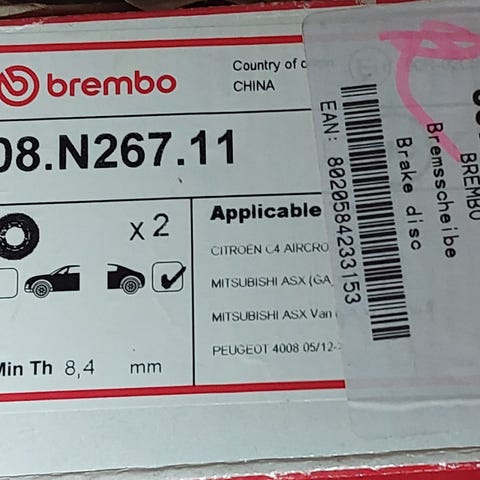 brembo
Country of
CHINA
08.N267.11
x 2
Applicable
CITROEN C4 AIRCRO
MITSUBISHI ASX (GA_
MITSUBISHI ASX Van
PEUGEOT 4008 05/12-
Min Th 8,4 mm
EAN: 8020584233153
Brake disc
Bremsscheibe
BREMBO